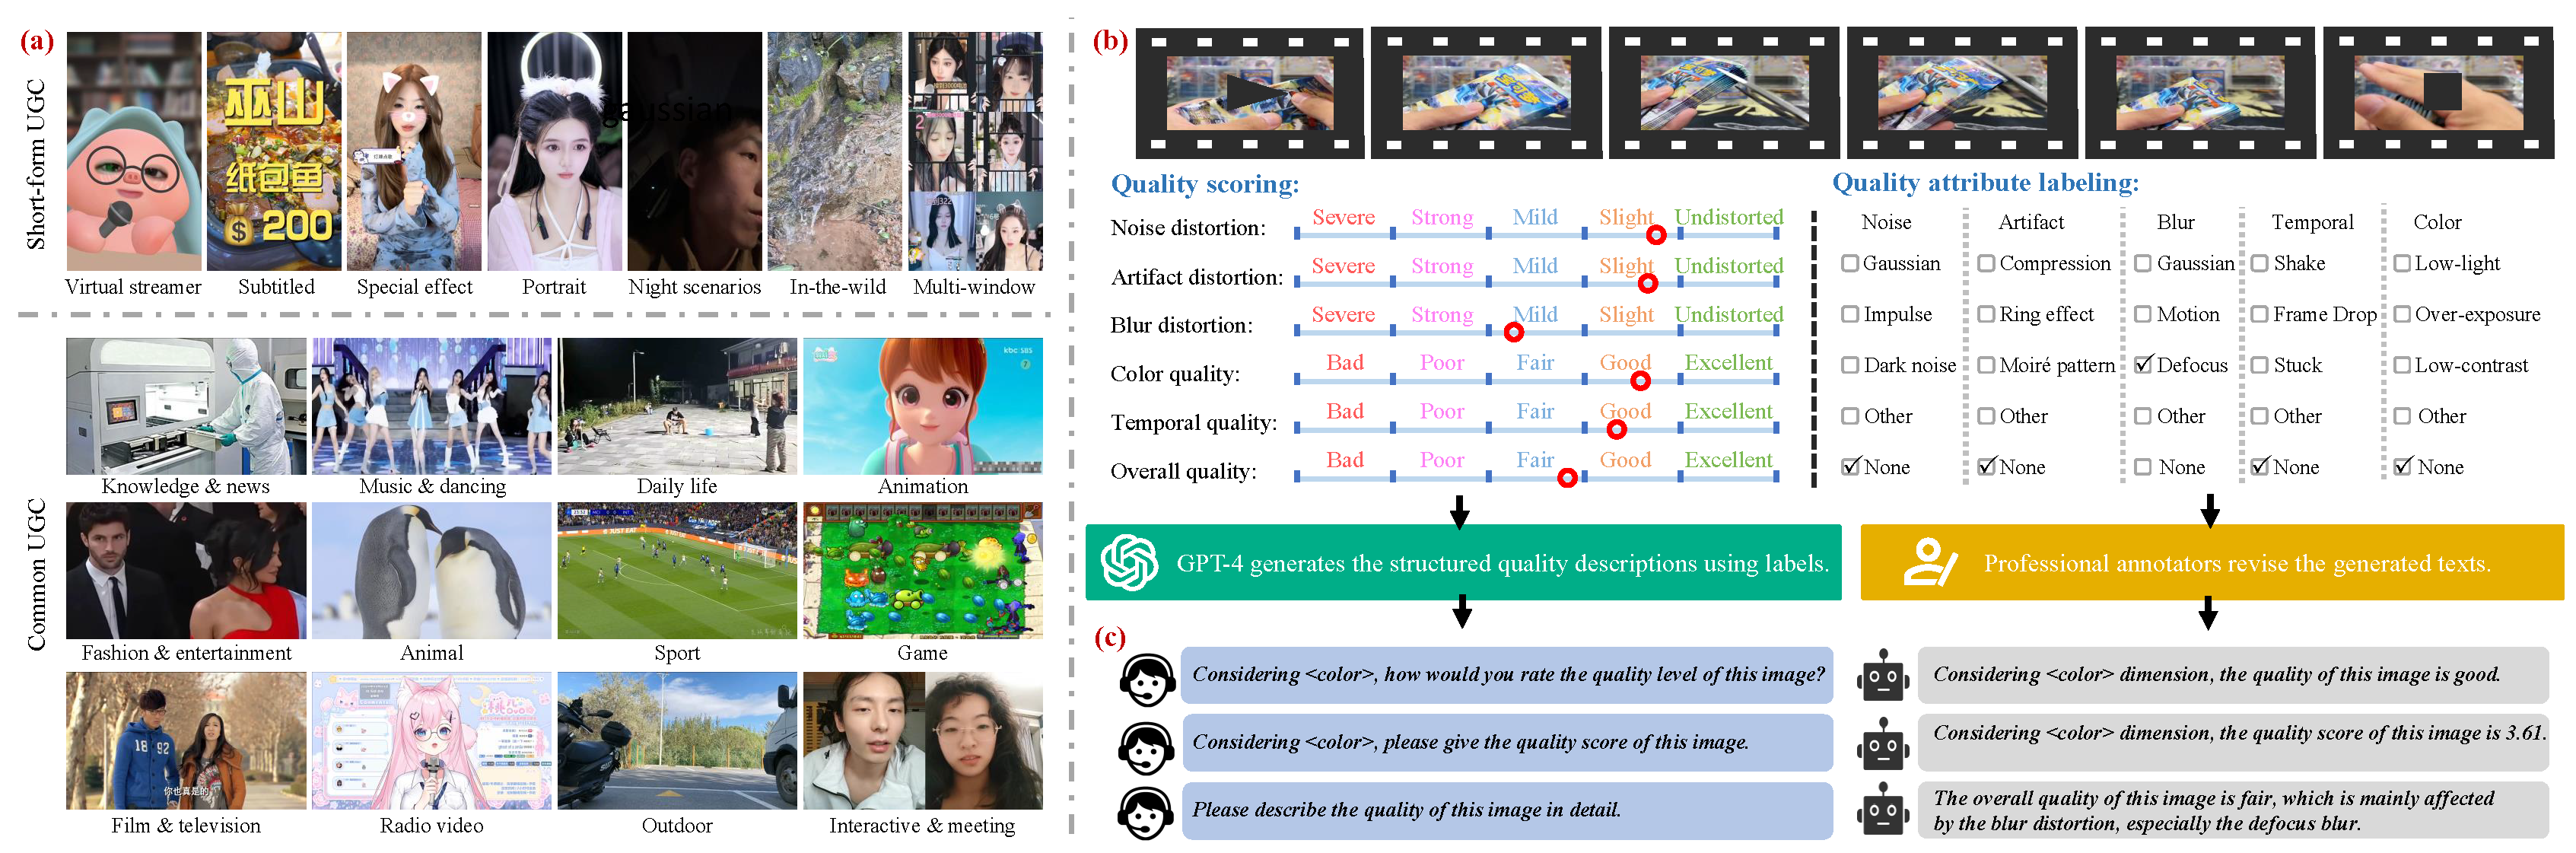 (a)
Short-form UGC
巫山
纸包鱼
200
gaussian
2
Virtual streamer
Subtitled
Special effect
Portrait
Night scenarios
In-the-wild
Multi-window
Common UGC
kbc SBS
Knowledge & news
Music & dancing
Daily life
Animation
Fashion & entertainment
Animal
Sport
Game
18 92
你也真是的
Film & television
Radio video
Outdoor
Interactive & meeting
(b)
Quality scoring:
Noise distortion: Severe Strong Mild Slight Undistorted
Artifact distortion: Severe Strong Mild Slight Undistorted
Blur distortion: Severe Strong Mild Slight Undistorted
Color quality: Bad Poor Fair Good Excellent
Temporal quality: Bad Poor Fair Good Excellent
Overall quality: Bad Poor Fair Good Excellent
Quality attribute labeling:
Noise Artifact Blur Temporal Color
Gaussian Compression Gaussian Shake Low-light
Impulse Ring effect Motion Frame Drop Over-exposure
Dark noise Moiré pattern Defocus Stuck Low-contrast
Other Other Other Other Other
None None None None None
GPT-4 generates the structured quality descriptions using labels.
Professional annotators revise the generated texts.
(c)
Considering <color>, how would you rate the quality level of this image?
Considering <color> dimension, the quality of this image is good.
Considering <color>, please give the quality score of this image.
Considering <color> dimension, the quality score of this image is 3.61.
Please describe the quality of this image in detail.
The overall quality of this image is fair, which is mainly affected
by the blur distortion, especially the defocus blur.